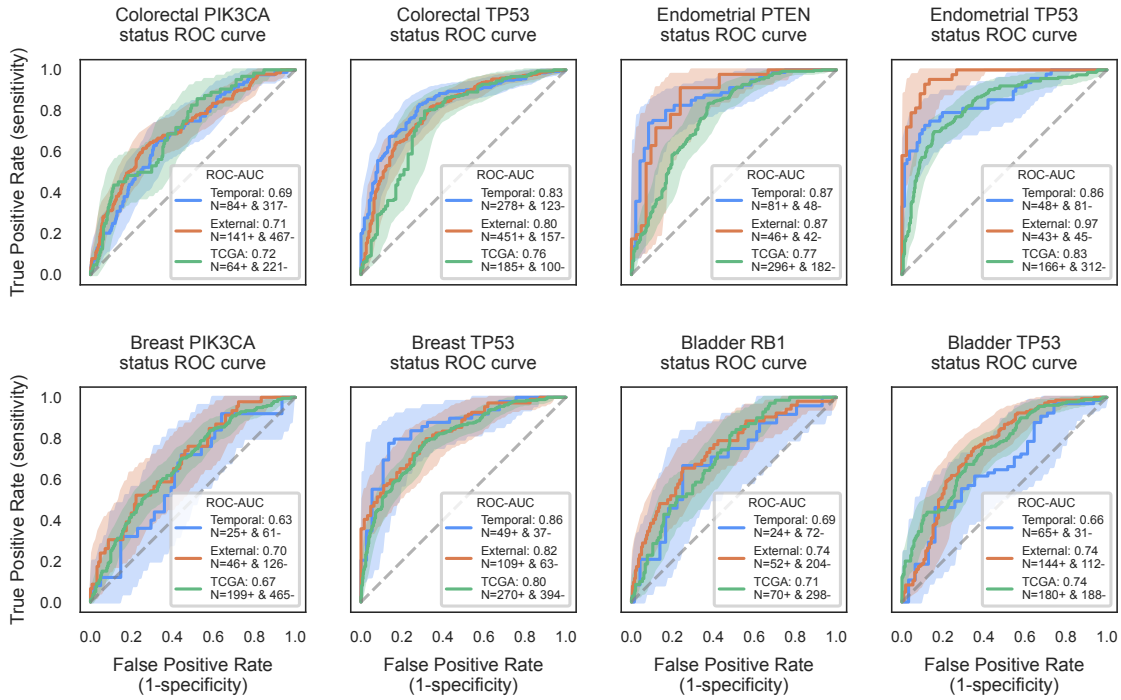 Colorectal PIK3CA
status ROC curve
Colorectal TP53
status ROC curve
Endometrial PTEN
status ROC curve
Endometrial TP53
status ROC curve
True Positive Rate (sensitivity)
1.0
0.8
0.6
0.4
0.2
0.0
ROC-AUC
Temporal: 0.69
N=84+ & 317-
External: 0.71
N=141+ & 467-
TCGA: 0.72
N=64+ & 221-
ROC-AUC
Temporal: 0.83
N=278+ & 123-
External: 0.80
N=451+ & 157-
TCGA: 0.76
N=185+ & 100-
ROC-AUC
Temporal: 0.87
N=81+ & 48-
External: 0.87
N=46+ & 42-
TCGA: 0.77
N=296+ & 182-
ROC-AUC
Temporal: 0.86
N=48+ & 81-
External: 0.97
N=43+ & 45-
TCGA: 0.83
N=166+ & 312-
Breast PIK3CA
status ROC curve
Breast TP53
status ROC curve
Bladder RB1
status ROC curve
Bladder TP53
status ROC curve
True Positive Rate (sensitivity)
1.0
0.8
0.6
0.4
0.2
0.0
ROC-AUC
Temporal: 0.63
N=25+ & 61-
External: 0.70
N=46+ & 126-
TCGA: 0.67
N=199+ & 465-
ROC-AUC
Temporal: 0.86
N=49+ & 37-
External: 0.82
N=109+ & 63-
TCGA: 0.80
N=270+ & 394-
ROC-AUC
Temporal: 0.69
N=24+ & 72-
External: 0.74
N=52+ & 204-
TCGA: 0.71
N=70+ & 298-
ROC-AUC
Temporal: 0.66
N=65+ & 31-
External: 0.74
N=144+ & 112-
TCGA: 0.74
N=180+ & 188-
0.0 0.2 0.4 0.6 0.8 1.0
0.0 0.2 0.4 0.6 0.8 1.0
0.0 0.2 0.4 0.6 0.8 1.0
0.0 0.2 0.4 0.6 0.8 1.0
False Positive Rate
(1-specificity)
False Positive Rate
(1-specificity)
False Positive Rate
(1-specificity)
False Positive Rate
(1-specificity)